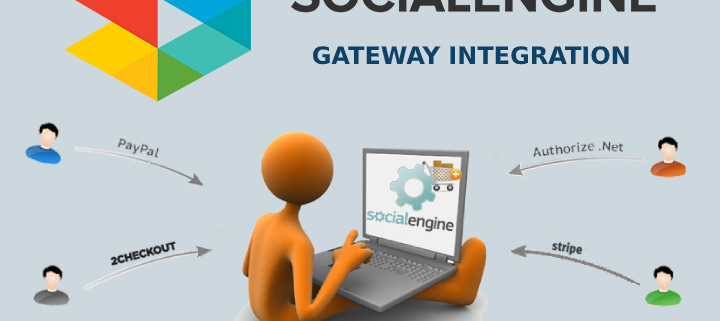 SOCIALENGINE
GATEWAY INTEGRATION
PayPal
Authorize .Net
socialengine
2CHECKOUT
stripe